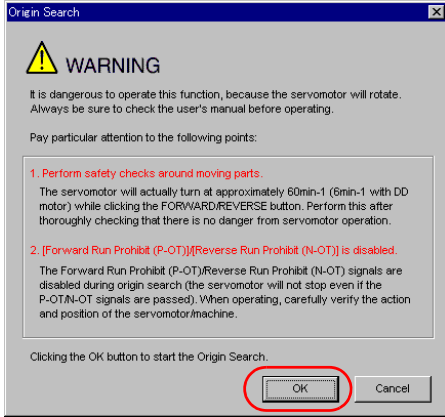 Origin Search
WARNING
It is dangerous to operate this function, because the servomotor will rotate.
Always be sure to check the user's manual before operating.
Pay particular attention to the following points:
1. Perform safety checks around moving parts.
The servomotor will actually turn at approximately 60min-1 (6min-1 with DD
motor) while clicking the FORWARD/REVERSE button. Perform this after
thoroughly checking that there is no danger from servomotor operation.
2. [Forward Run Prohibit (P-OT)]/[Reverse Run Prohibit (N-OT)] is disabled.
The Forward Run Prohibit (P-OT)/Reverse Run Prohibit (N-OT) signals are
disabled during origin search (the servomotor will not stop even if the
P-OT/N-OT signals are passed). When operating, carefully verify the action
and position of the servomotor/machine.
Clicking the OK button to start the Origin Search.
OK
Cancel